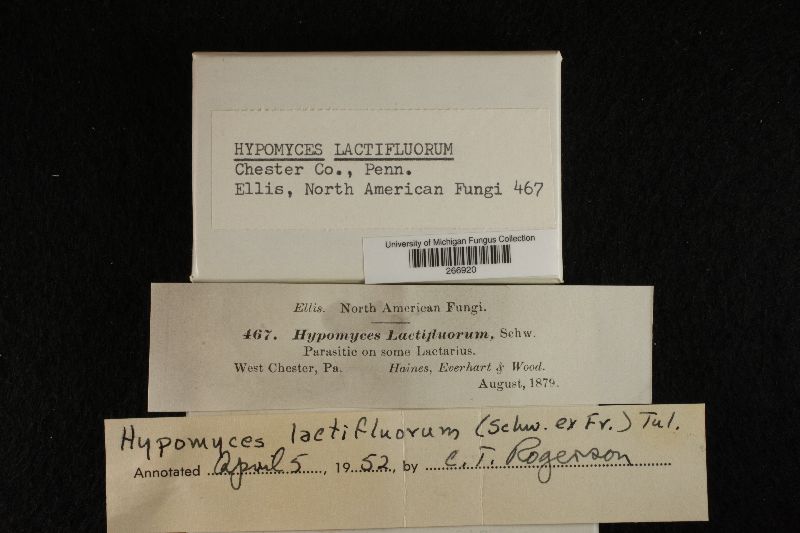 HYPOMYCES LACTIFLUORUM
Chester Co., Penn.
Ellis, North American Fungi 467
University of Michigan Fungus Collection
266920
Ellis. North American Fungi.
467. Hypomyces Lactifluorum, Schw.
Parasitic on some Lactarius.
West Chester, Pa. Haines, Everhart & Wood.
August, 1879.
Hypomyces lactifluorum (Schw. ex Fr.) Tul.
Annotated April 5, 1952, by C. T. Rogerson